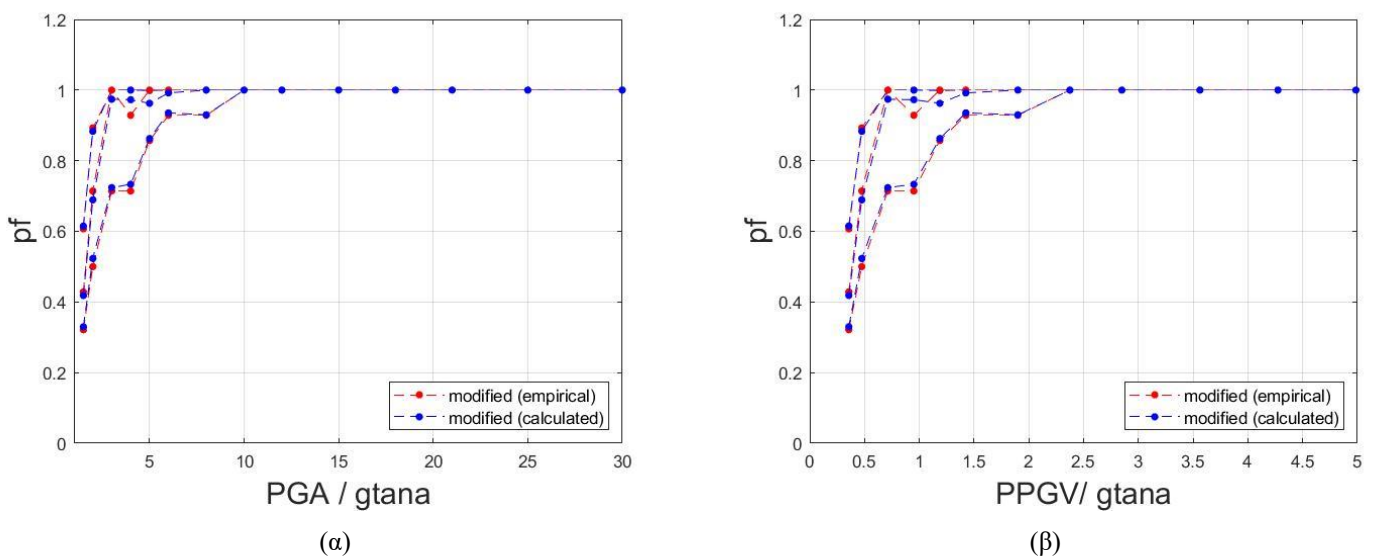 1.2
1
0.8
0.6
0.4
0.2
0
pf
5 10 15 20 25 30
PGA / gtana
modified (empirical)
modified (calculated)
(α)
1.2
1
0.8
0.6
0.4
0.2
0
pf
0 0.5 1 1.5 2 2.5 3 3.5 4 4.5 5
PPGV/ gtana
modified (empirical)
modified (calculated)
(β)